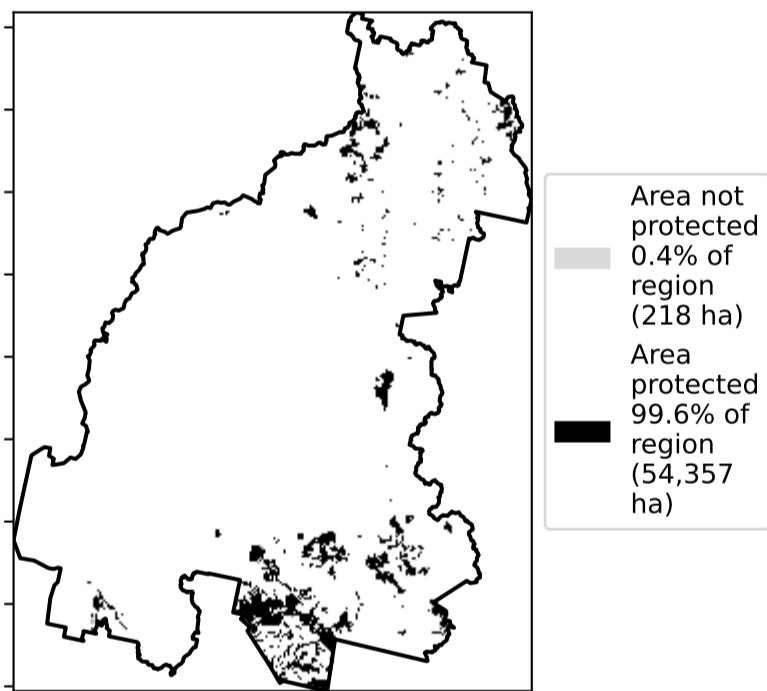 Area not
protected
0.4% of
region
(218 ha)
Area
protected
99.6% of
region
(54,357
ha)